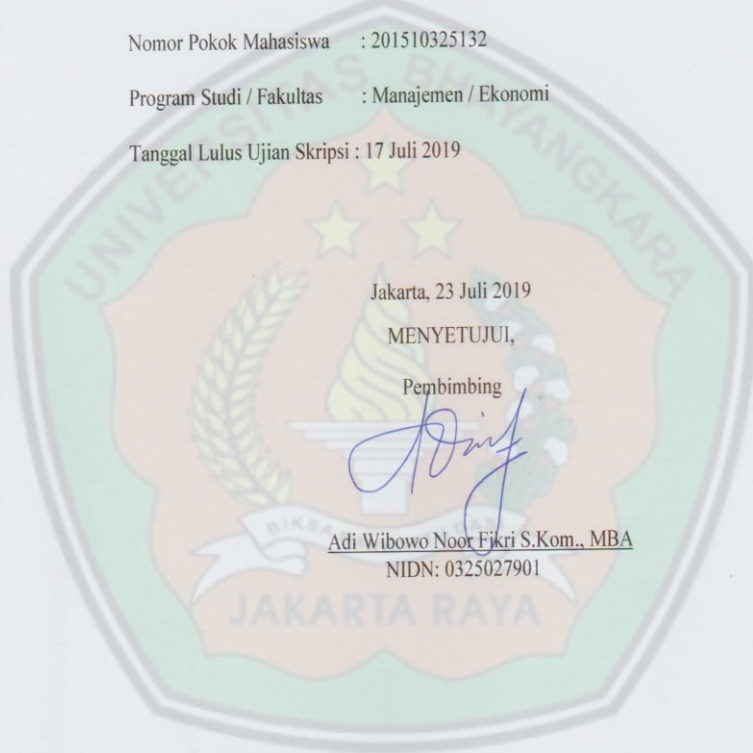 Nomor Pokok Mahasiswa : 201510325132
Program Studi / Fakultas : Manajemen / Ekonomi
Tanggal Lulus Ujian Skripsi : 17 Juli 2019
UNIVERSITAS BHAYANGKARA
Jakarta, 23 Juli 2019
MENYETUJUI,
Pembimbing
Adi Wibowo Noor Fikri S.Kom., MBA
NIDN: 0325027901
JAKARTA RAYA